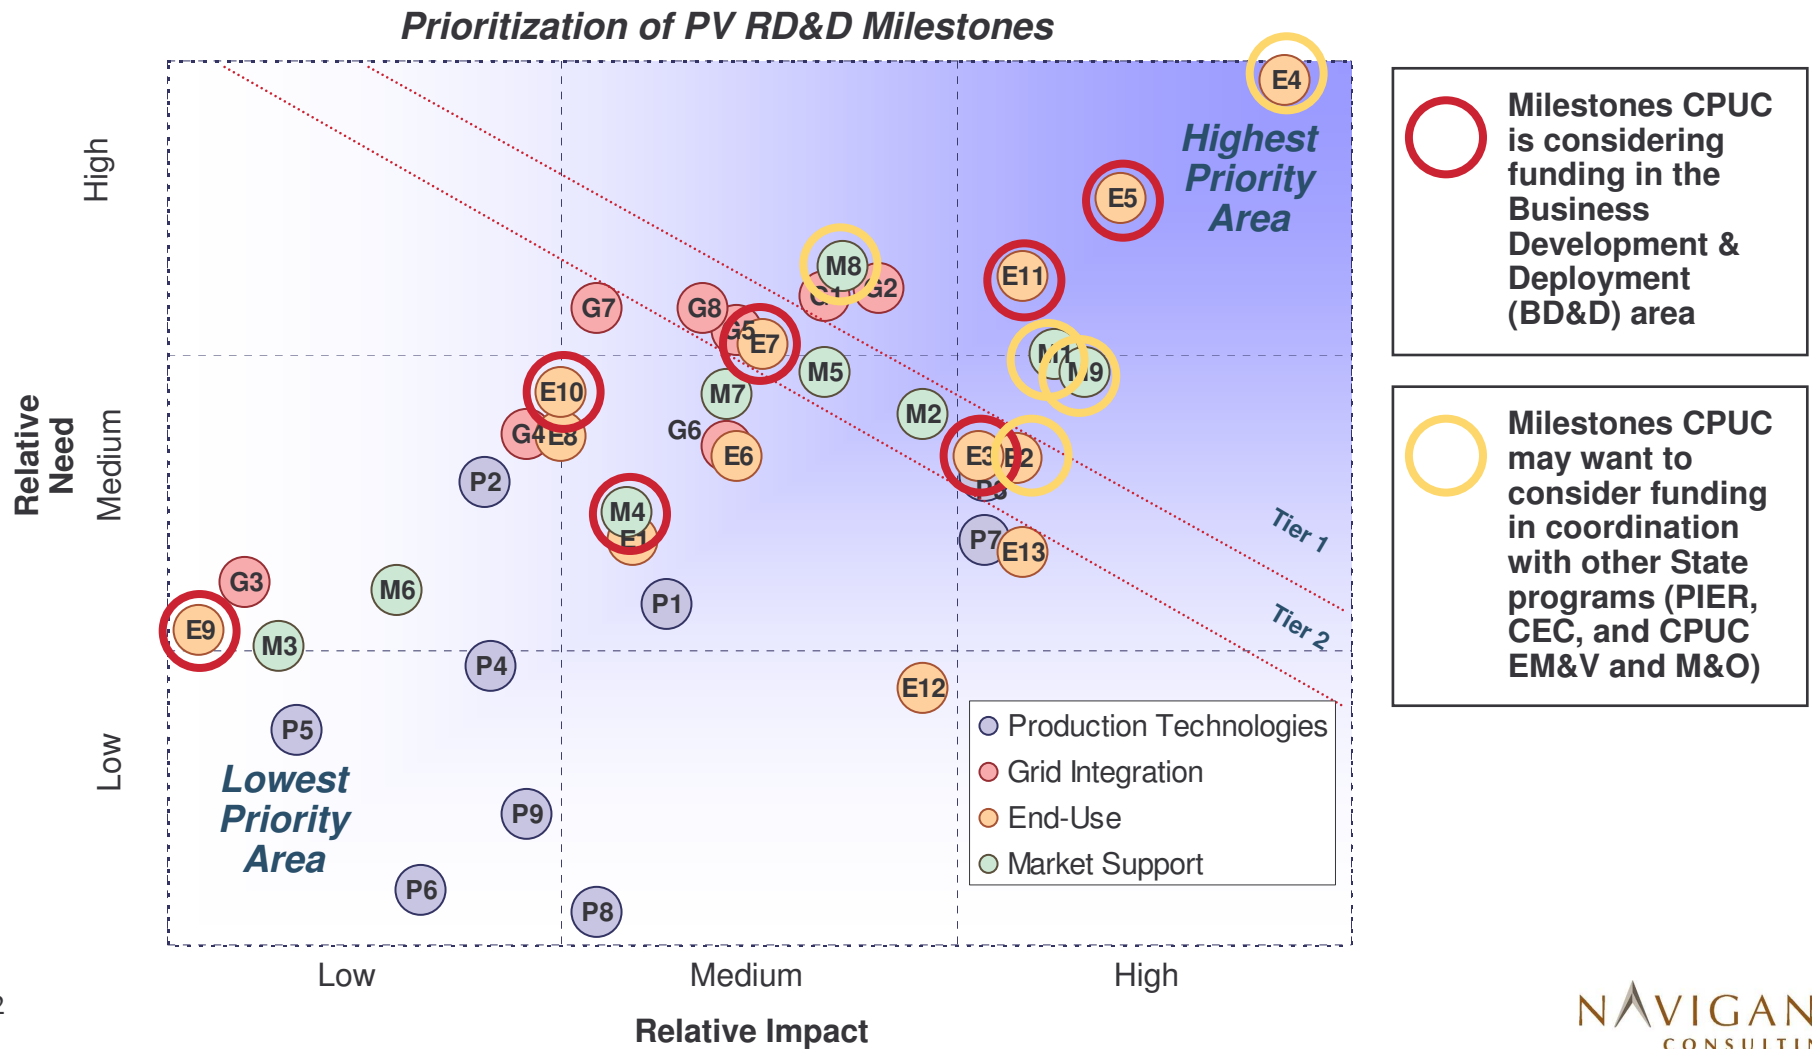 Prioritization of PV RD&D Milestones
E4
Highest
Priority
Area
E5
M8
E11
G1
G2
G7
G8
G5
E7
M1
M9
M5
E10
M7
M2
G4
E8
G6
E6
E3
E2
P3
P2
M4
E1
P7
E13
Tier 1
G3
M6
P1
E9
M3
Tier 2
P4
E12
P5
Lowest
Priority
Area
P9
P6
P8
High
Medium
Low
Relative
Need
Production Technologies
Grid Integration
End-Use
Market Support
Low
Medium
High
Relative Impact
Milestones CPUC
is considering
funding in the
Business
Development &
Deployment
(BD&D) area
Milestones CPUC
may want to
consider funding
in coordination
with other State
programs (PIER,
CEC, and CPUC
EM&V and M&O)
2
NAVIGAN
CONSULTIN